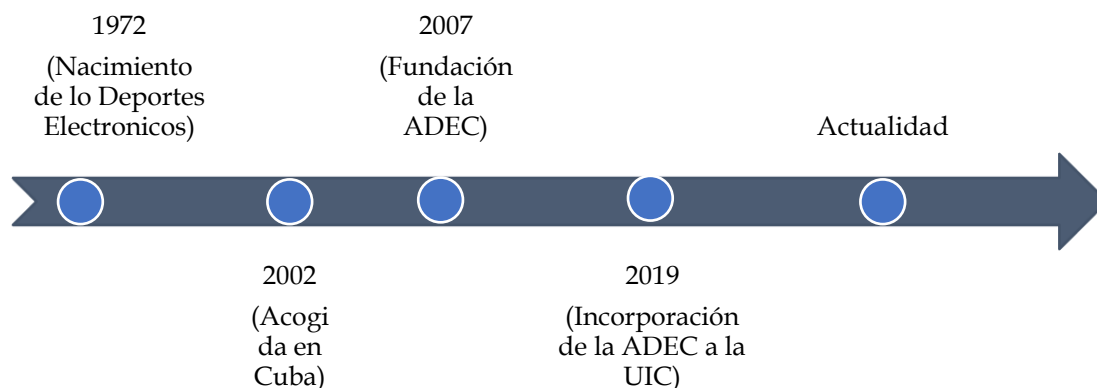 1972
(Nacimiento
de lo Deportes
Electronicos)
2007
(Fundación
de la
ADEC)
Actualidad
2002
(Acogi
da en
Cuba)
2019
(Incorporación
de la ADEC a la
UIC)